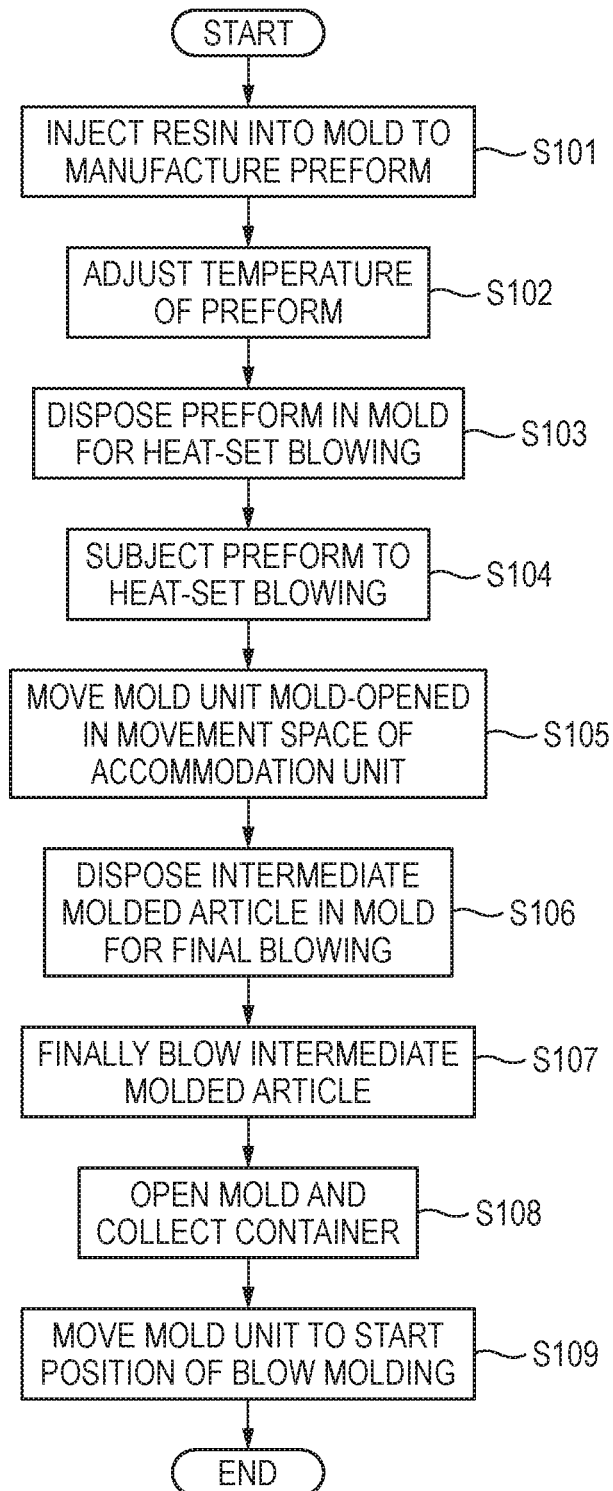 START
INJECT RESIN INTO MOLD TO
MANUFACTURE PREFORM
S101
ADJUST TEMPERATURE
OF PREFORM
S102
DISPOSE PREFORM IN MOLD
FOR HEAT-SET BLOWING
S103
SUBJECT PREFORM TO
HEAT-SET BLOWING
S104
MOVE MOLD UNIT MOLD-OPENED
IN MOVEMENT SPACE OF
ACCOMMODATION UNIT
S105
DISPOSE INTERMEDIATE
MOLDED ARTICLE IN MOLD
FOR FINAL BLOWING
S106
FINALLY BLOW INTERMEDIATE
MOLDED ARTICLE
S107
OPEN MOLD AND
COLLECT CONTAINER
S108
MOVE MOLD UNIT TO START
POSITION OF BLOW MOLDING
S109
END